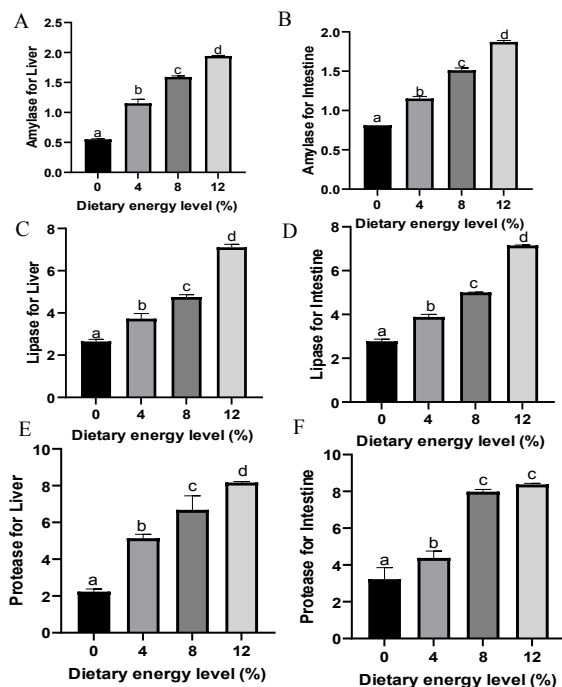 A
Amylase for Liver
2.5
2.0
1.5
1.0
0.5
0.0
a
b
c
d
0 4 8 12
Dietary energy level (%)
B
Amylase for Intestine
2.0
1.5
1.0
0.5
0.0
a
b
c
d
0 4 8 12
Dietary energy level (%)
C
Lipase for Liver
8
6
4
2
0
a
b
c
d
0 4 8 12
Dietary energy level (%)
D
Lipase for Intestine
8
6
4
2
0
a
b
c
d
0 4 8 12
Dietary energy level (%)
E
Protease for Liver
10
8
6
4
2
0
a
b
c
d
0 4 8 12
Dietary energy level (%)
F
Protease for Intestine
10
8
6
4
2
0
a
b
c
c
0 4 8 12
Dietary energy level (%)